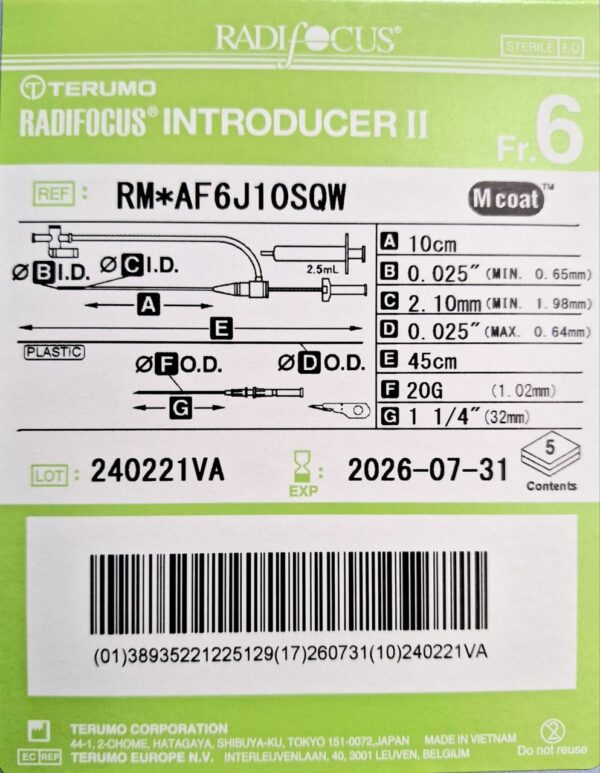 RADIFOCUS®
STERILE EO
TERUMO
RADIFOCUS® INTRODUCER II
Fr.6
REF : RM*AF6J10SQW
M coat™
Ø B I.D. Ø C I.D.
2.5mL
A
E
PLASTIC
Ø F O.D. Ø D O.D.
G
A 10cm
B 0.025" (MIN. 0.65mm)
C 2.10mm (MIN. 1.98mm)
D 0.025" (MAX. 0.64mm)
E 45cm
F 20G (1.02mm)
G 1 1/4" (32mm)
LOT : 240221VA
EXP : 2026-07-31
5
Contents
(01)38935221225129(17)260731(10)240221VA
TERUMO CORPORATION
44-1, 2-CHOME, HATAGAYA, SHIBUYA-KU, TOKYO 151-0072,JAPAN MADE IN VIETNAM
EC REP TERUMO EUROPE N.V. INTERLEUVENLAAN, 40, 3001 LEUVEN, BELGIUM
2
Do not reuse